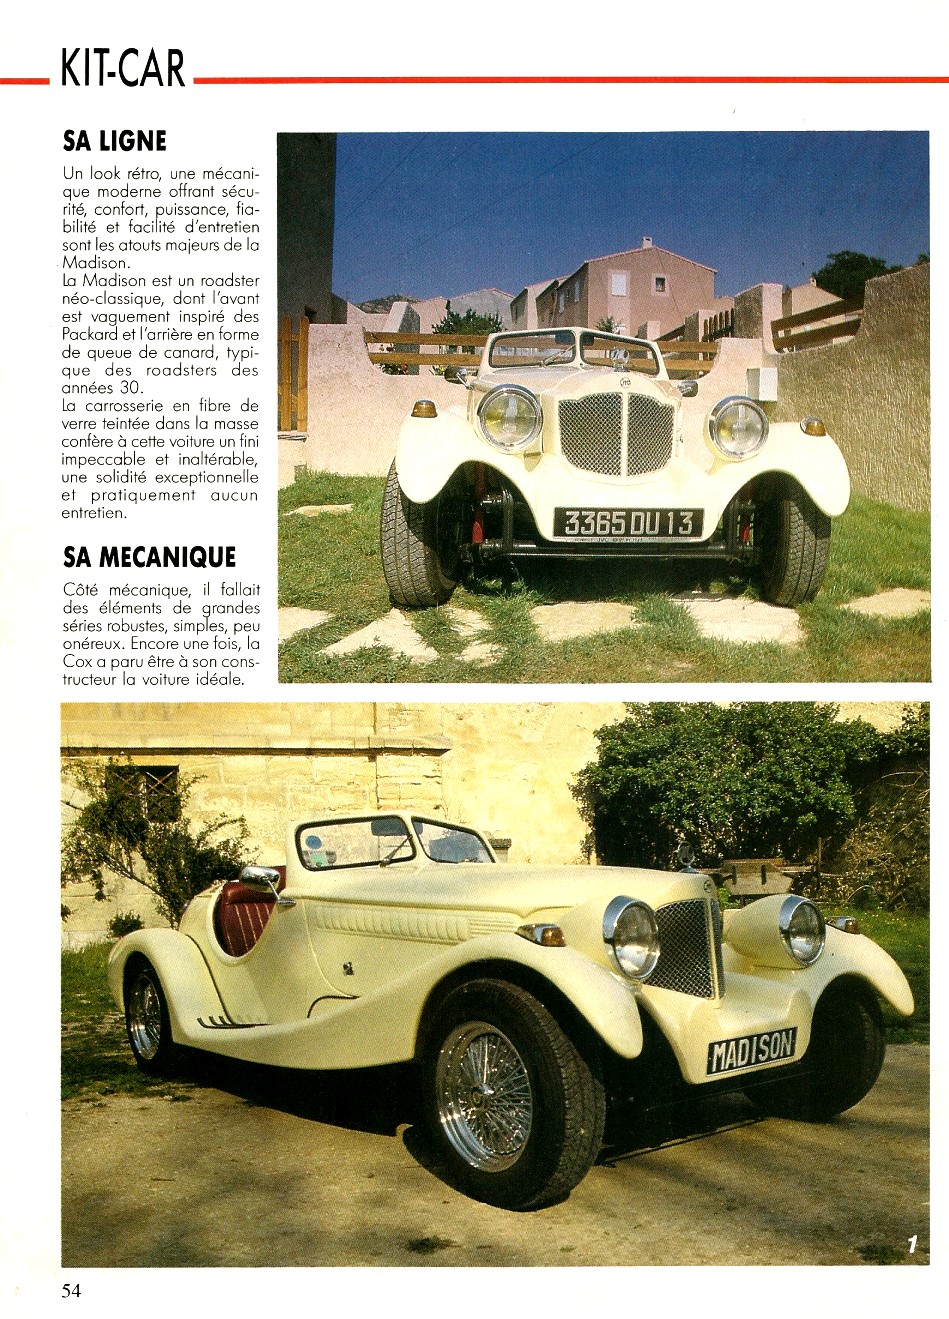 KIT-CAR
SA LIGNE
Un look rétro, une mécani-
que moderne offrant sécu-
rité, confort, puissance, fia-
bilité et facilité d'entretien
sont les atouts majeurs de la
Madison.
La Madison est un roadster
néo-classique, dont l'avant
est vaguement inspiré des
Packard et l'arrière en forme
de queue de canard, typi-
que des roadsters des
années 30.
La carrosserie en fibre de
verre teintée dans la masse
confère à cette voiture un fini
impeccable et inaltérable,
une solidité exceptionnelle
et pratiquement aucun
entretien.
SA MECANIQUE
Côté mécanique, il fallait
des éléments de grandes
séries robustes, simples, peu
onéreux. Encore une fois, la
Cox a paru être à son cons-
tructeur la voiture idéale.
3365 DU 13
MADISON
1
54